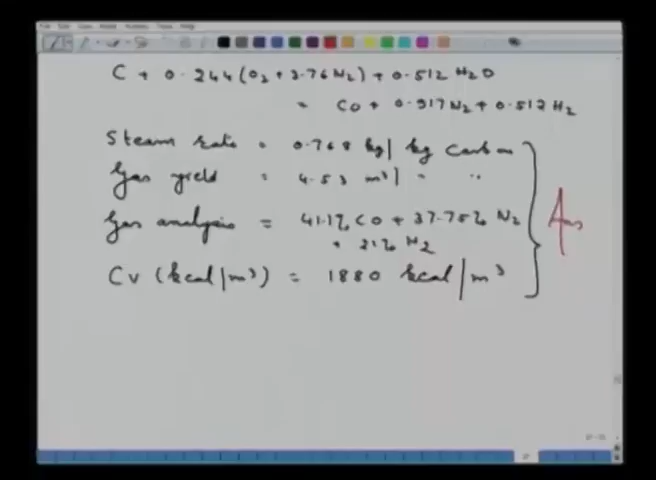 C + 0.244 (O2 + 3.76 N2) + 0.512 H2O
= CO + 0.917 N2 + 0.512 H2
Steam rate = 0.768 kg/ kg carbon
Gas yield = 4.53 m3/ " "
Gas analysis = 41.1% CO + 37.75% N2
+ 21% H2
CV (kcal/m3) = 1880 kcal/m3
Ans